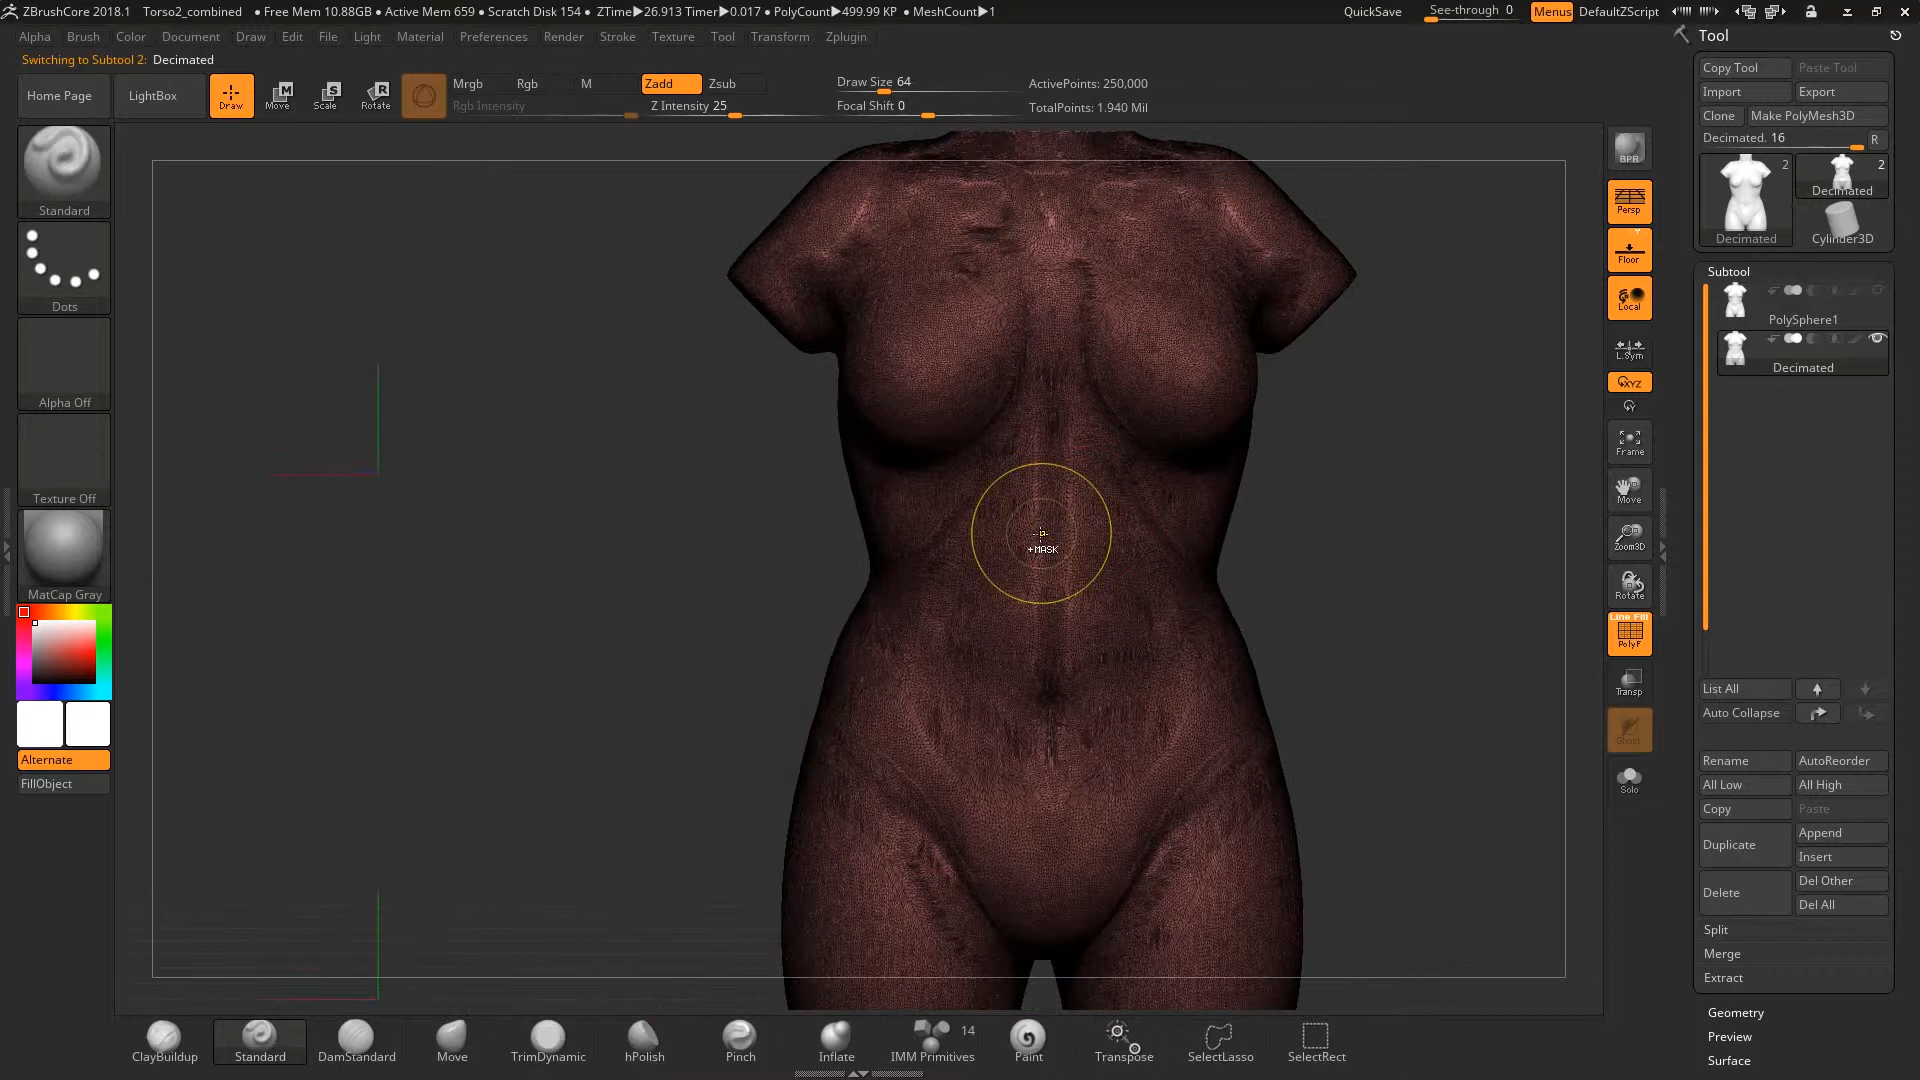 ZBrushCore 2018.1 Torso2_combined • Free Mem 10.88GB • Active Mem 659 • Scratch Disk 154 • ZTime▶26.913 Timer▶0.017 • PolyCount▶499.99 KP • MeshCount▶1 QuickSave See-through 0 Menus DefaultZScript
Alpha Brush Color Document Draw Edit File Light Material Preferences Render Stroke Texture Tool Transform Zplugin
Switching to Subtool 2: Decimated
Home Page LightBox Draw Move Scale Rotate
Mrgb Rgb M Zadd Zsub
Rgb Intensity Z Intensity 25
Draw Size 64
Focal Shift 0
ActivePoints: 250,000
TotalPoints: 1.940 Mil
Standard
Dots
Alpha Off
Texture Off
MatCap Gray
Alternate
FillObject
+MASK
BPR
Persp
Floor
Local
L.Sym
XYZ
Frame
Move
Zoom3D
Rotate
Line Fill
PolyF
Transp
Ghost
Solo
Tool
Copy Tool Paste Tool
Import Export
Clone Make PolyMesh3D
Decimated. 16 R
2 2
Decimated
Decimated Cylinder3D
Subtool
PolySphere1
Decimated
List All
Auto Collapse
Rename AutoReorder
All Low All High
Copy Paste
Duplicate Append
Insert
Delete Del Other
Del All
Split
Merge
Extract
Geometry
Preview
Surface
ClayBuildup Standard DamStandard Move TrimDynamic hPolish Pinch Inflate IMM Primitives 14 Paint Transpose SelectLasso SelectRect